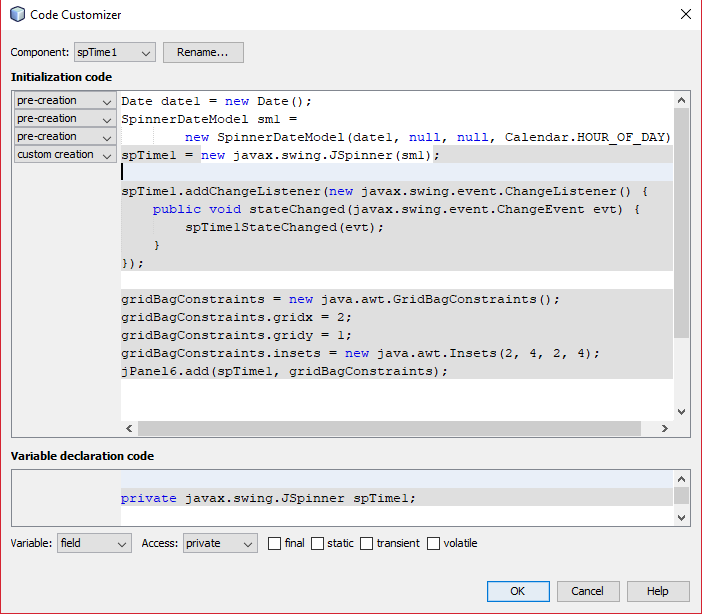 Code Customizer
Component: spTime1 Rename...
Initialization code
pre-creation Date date1 = new Date();
pre-creation SpinnerDateModel sm1 =
pre-creation new SpinnerDateModel(date1, null, null, Calendar.HOUR_OF_DAY)
custom creation spTime1 = new javax.swing.JSpinner(sm1);
spTime1.addChangeListener(new javax.swing.event.ChangeListener() {
public void stateChanged(javax.swing.event.ChangeEvent evt) {
spTime1StateChanged(evt);
}
});
gridBagConstraints = new java.awt.GridBagConstraints();
gridBagConstraints.gridx = 2;
gridBagConstraints.gridy = 1;
gridBagConstraints.insets = new java.awt.Insets(2, 4, 2, 4);
jPanel6.add(spTime1, gridBagConstraints);
Variable declaration code
private javax.swing.JSpinner spTime1;
Variable: field Access: private final static transient volatile
OK Cancel Help